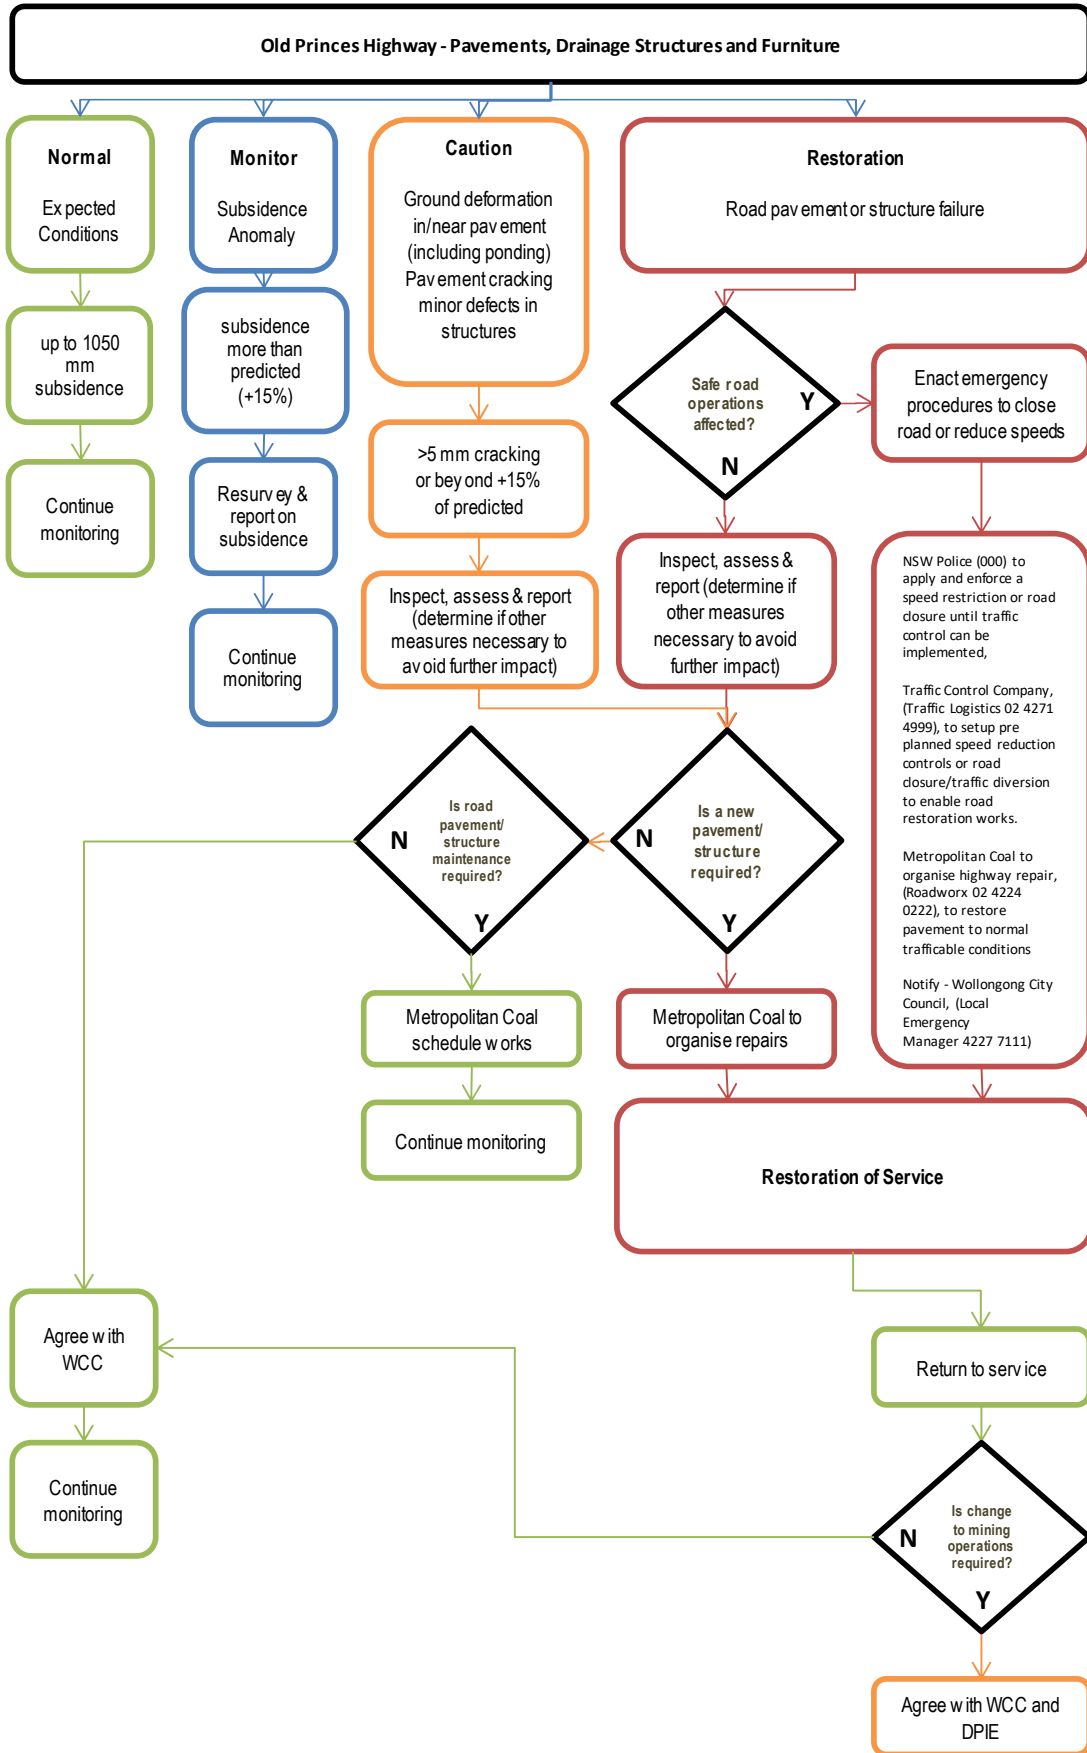 Old Princes Highway - Pavements, Drainage Structures and Furniture
Normal
Expected
Conditions
up to 1050
mm
subsidence
Continue
monitoring
Monitor
Subsidence
Anomaly
subsidence
more than
predicted
(+15%)
Resurvey &
report on
subsidence
Continue
monitoring
Caution
Ground deformation
in/near pavement
(including ponding)
Pavement cracking
minor defects in
structures
>5 mm cracking
or beyond +15%
of predicted
Inspect, assess & report
(determine if other
measures necessary to
avoid further impact)
Restoration
Road pavement or structure failure
Safe road
operations
affected?
Y
N
Enact emergency
procedures to close
road or reduce speeds
Inspect, assess &
report (determine if
other measures
necessary to avoid
further impact)
NSW Police (000) to
apply and enforce a
speed restriction or road
closure until traffic
control can be
implemented,
Traffic Control Company,
(Traffic Logistics 02 4271
4999), to setup pre
planned speed reduction
controls or road
closure/traffic diversion
to enable road
restoration works.
Metropolitan Coal to
organise highway repair,
(Roadworx 02 4224
0222), to restore
pavement to normal
trafficable conditions
Notify - Wollongong City
Council, (Local
Emergency
Manager 4227 7111)
Is road
pavement/
structure
maintenance
required?
N
Y
Is a new
pavement/
structure
required?
N
Y
Metropolitan Coal
schedule works
Continue monitoring
Metropolitan Coal to
organise repairs
Restoration of Service
Agree with
WCC
Continue
monitoring
Return to service
Is change
to mining
operations
required?
N
Y
Agree with WCC and
DPIE